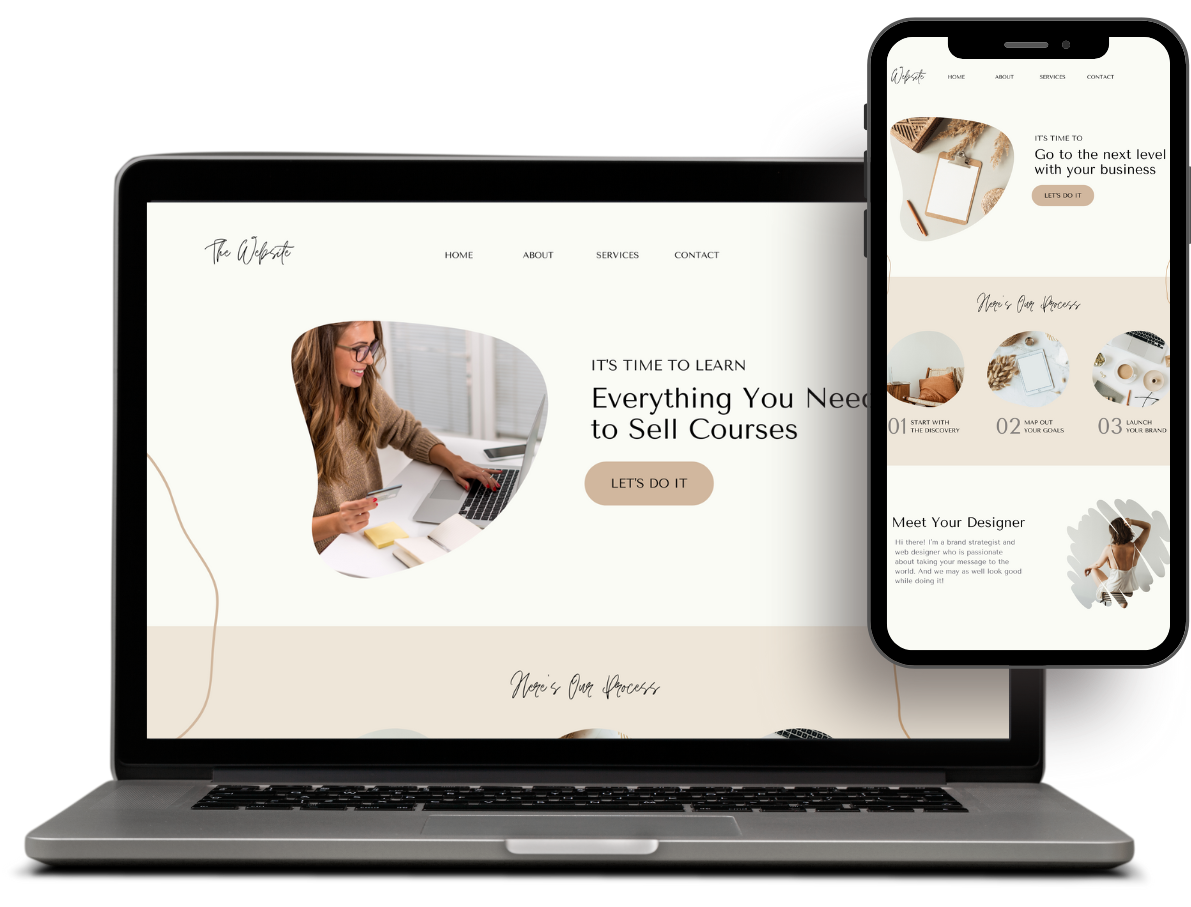 The Website
HOME ABOUT SERVICES CONTACT
IT'S TIME TO LEARN
Everything You Need
to Sell Courses
LET'S DO IT
Here's Our Process
Website
HOME ABOUT SERVICES CONTACT
IT'S TIME TO
Go to the next level
with your business
LET'S DO IT
Here's Our Process
01 START WITH
THE DISCOVERY
02 MAP OUT
YOUR GOALS
03 LAUNCH
YOUR BRAND
Meet Your Designer
Hi there! I'm a brand strategist and
web designer who is passionate
about taking your message to the
world. And we may as well look good
while doing it!